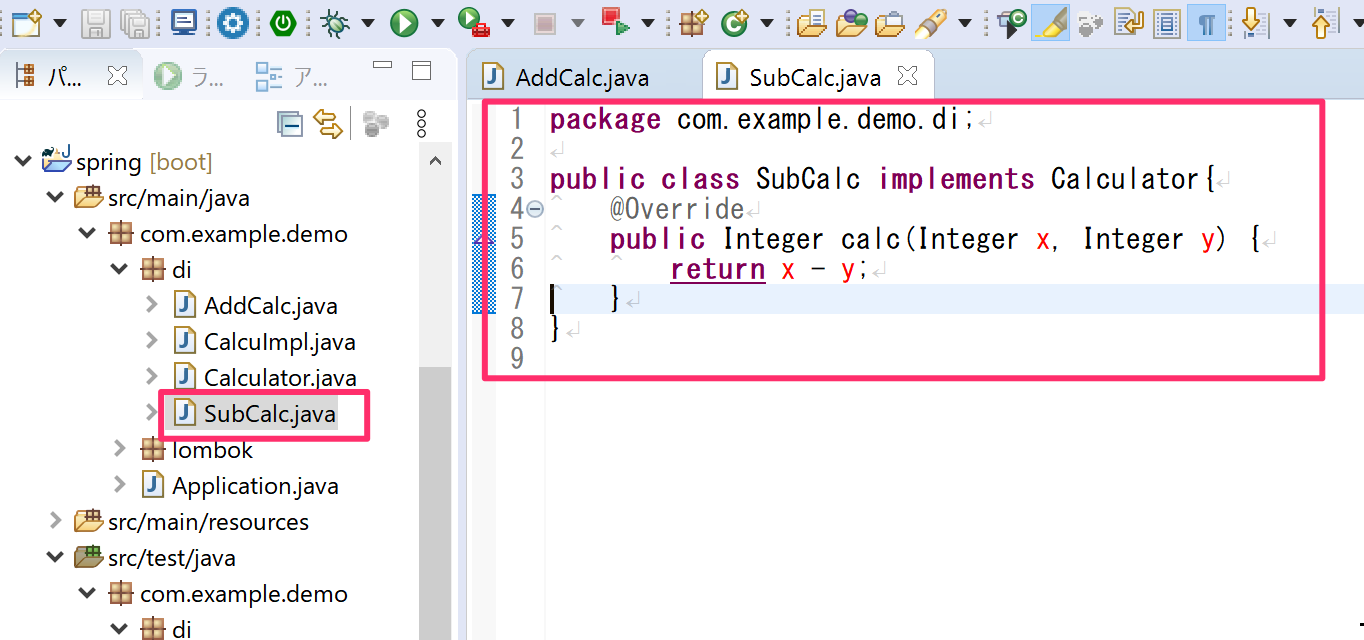 パ...
ラ...
ア...
spring [boot]
src/main/java
com.example.demo
di
AddCalc.java
CalcuImpl.java
Calculator.java
SubCalc.java
lombok
Application.java
src/main/resources
src/test/java
com.example.demo
di
AddCalc.java
SubCalc.java
1 package com.example.demo.di;
2
3 public class SubCalc implements Calculator{
4 @Override
5 public Integer calc(Integer x, Integer y) {
6 return x - y;
7 }
8 }
9